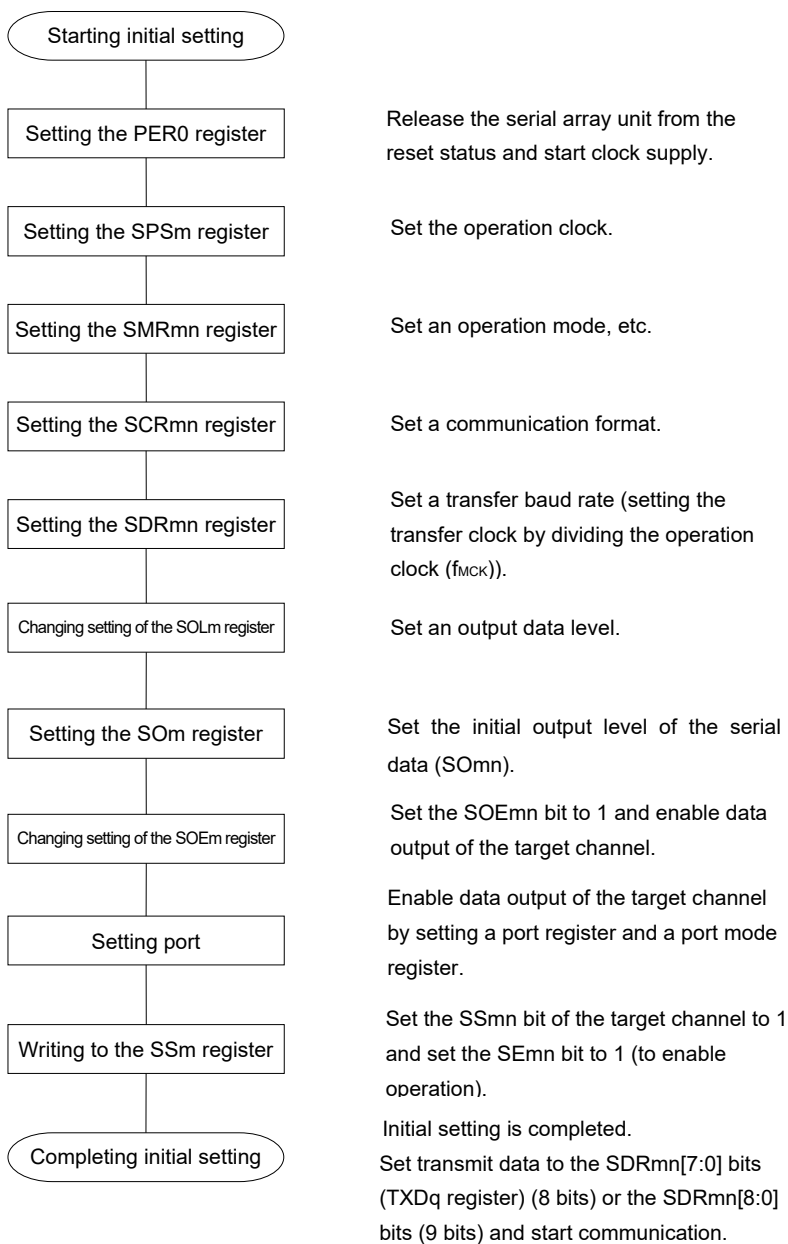 Starting initial setting
Setting the PER0 register
Release the serial array unit from the
reset status and start clock supply.
Setting the SPSm register
Set the operation clock.
Setting the SMRmn register
Set an operation mode, etc.
Setting the SCRmn register
Set a communication format.
Setting the SDRmn register
Set a transfer baud rate (setting the
transfer clock by dividing the operation
clock (fMCK)).
Changing setting of the SOLm register
Set an output data level.
Setting the SOm register
Set the initial output level of the serial
data (SOmn).
Changing setting of the SOEm register
Set the SOEmn bit to 1 and enable data
output of the target channel.
Setting port
Enable data output of the target channel
by setting a port register and a port mode
register.
Writing to the SSm register
Set the SSmn bit of the target channel to 1
and set the SEmn bit to 1 (to enable
operation).
Completing initial setting
Initial setting is completed.
Set transmit data to the SDRmn[7:0] bits
(TXDq register) (8 bits) or the SDRmn[8:0]
bits (9 bits) and start communication.